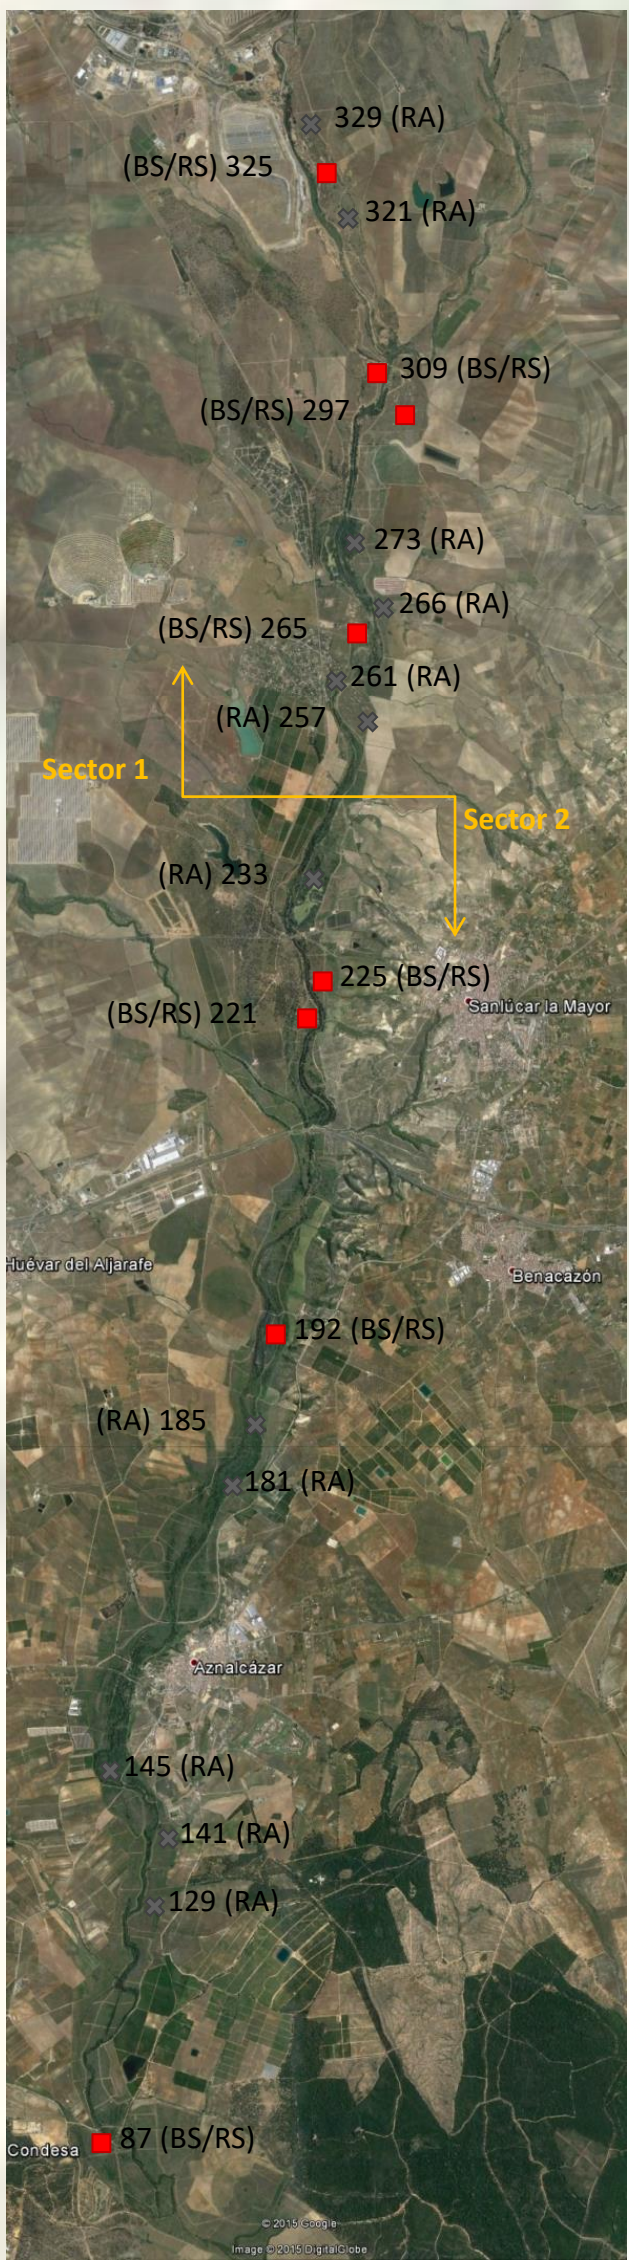 329 (RA)
(BS/RS) 325
321 (RA)
309 (BS/RS)
(BS/RS) 297
273 (RA)
266 (RA)
(BS/RS) 265
261 (RA)
(RA) 257
Sector 1
Sector 2
(RA) 233
225 (BS/RS)
Sanlúcar la Mayor
(BS/RS) 221
Huévar del Aljarafe
Benacazón
192 (BS/RS)
(RA) 185
181 (RA)
Aznalcázar
145 (RA)
141 (RA)
129 (RA)
87 (BS/RS)
Condesa
© 2015 Google
Image © 2015 DigitalGlobe